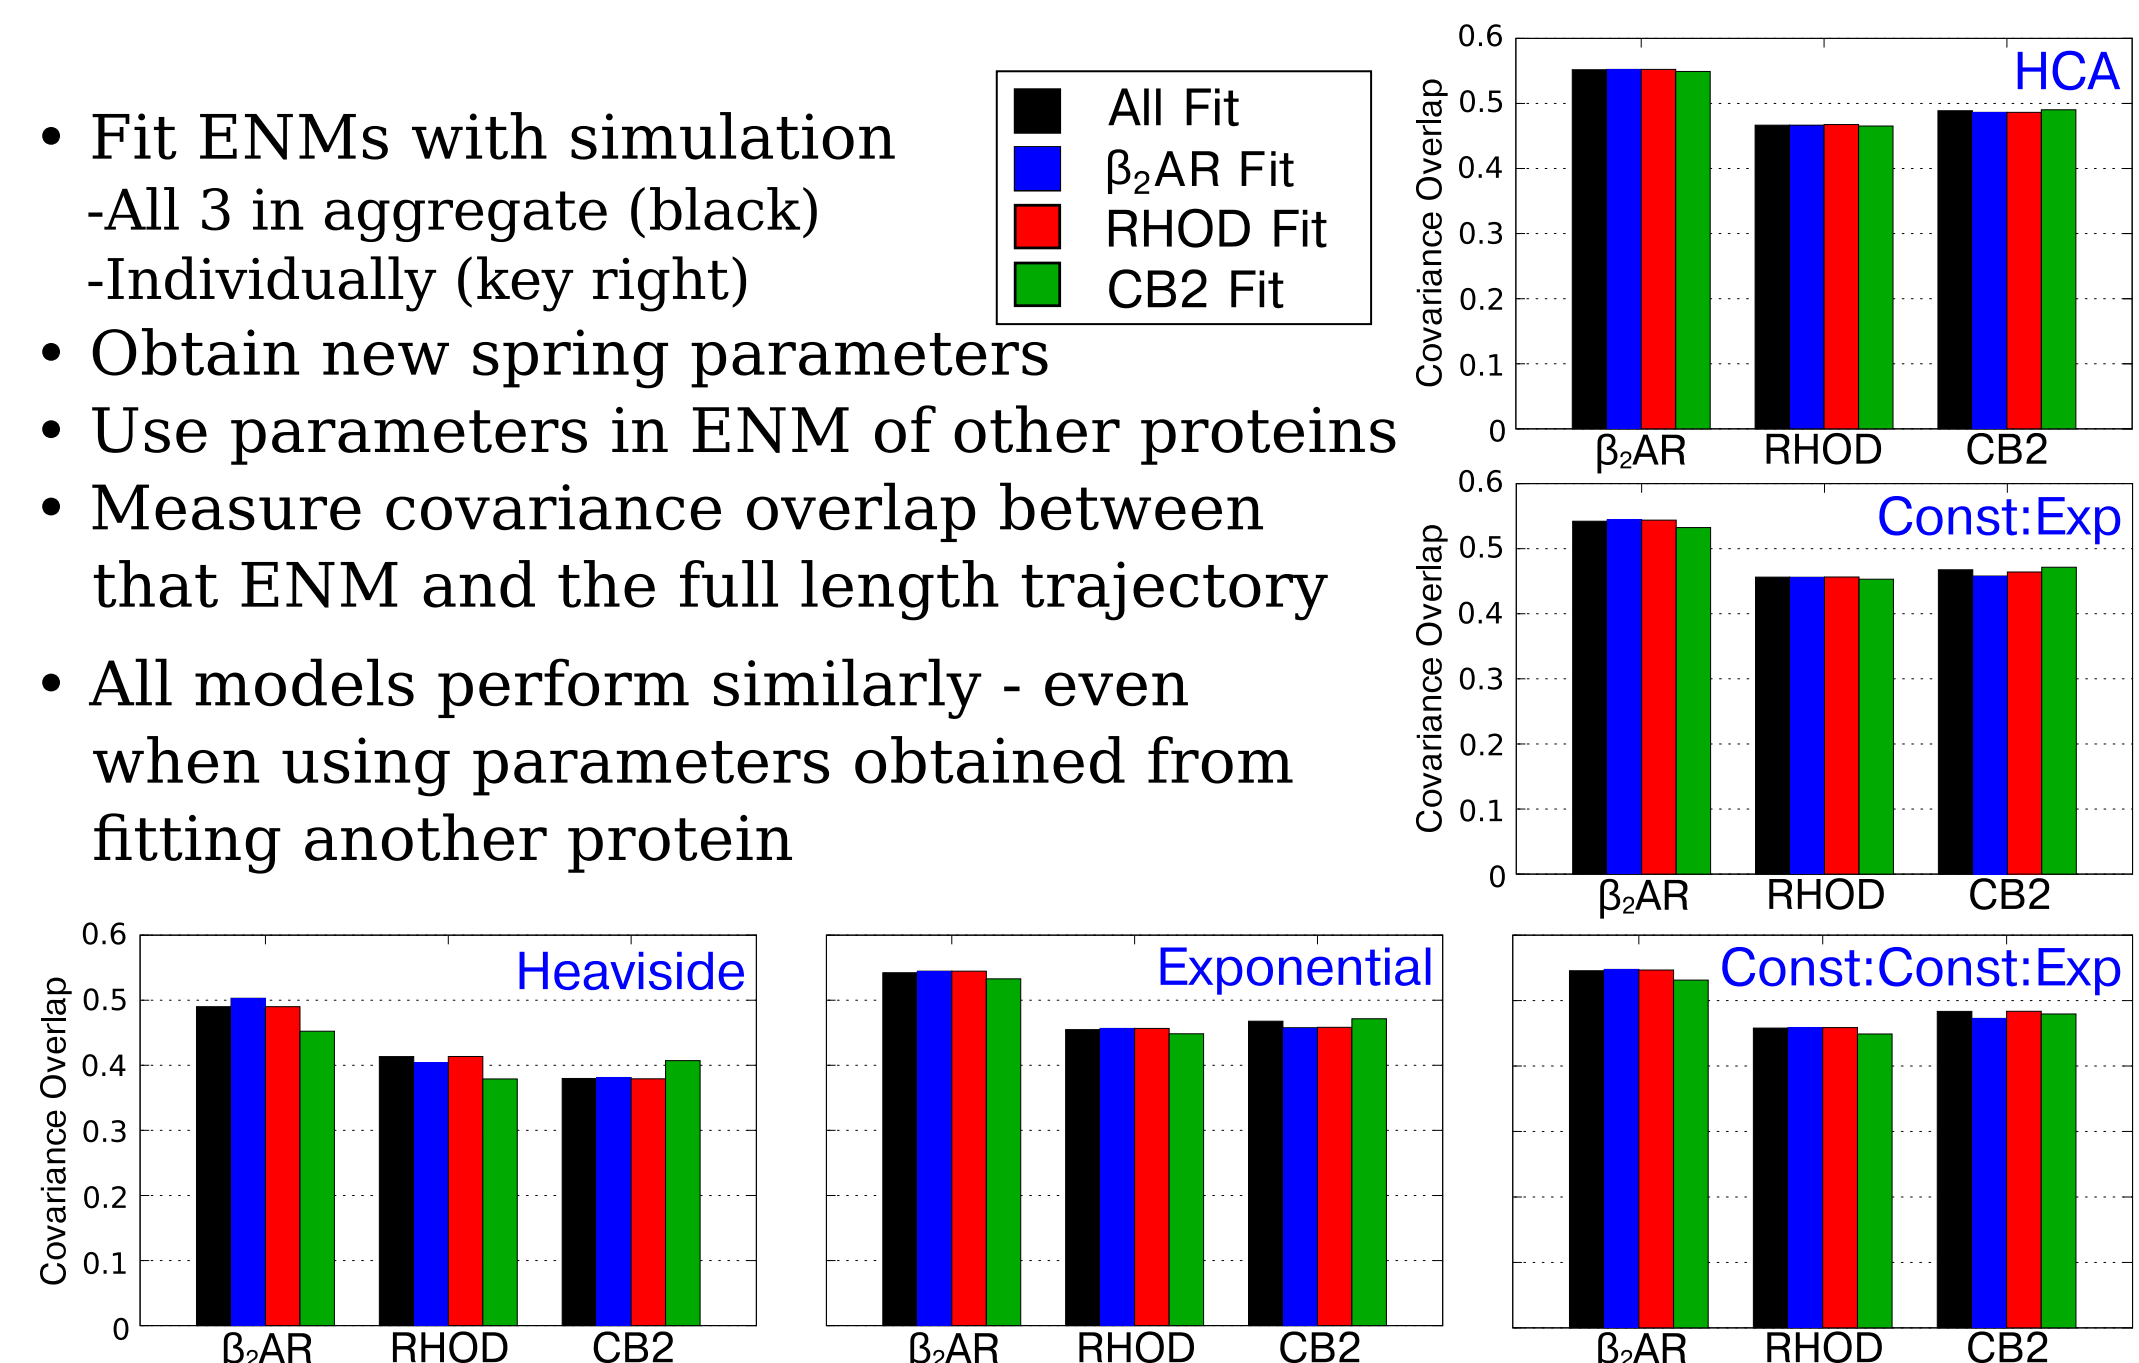 • Fit ENMs with simulation
-All 3 in aggregate (black)
-Individually (key right)
• Obtain new spring parameters
• Use parameters in ENM of other proteins
• Measure covariance overlap between
that ENM and the full length trajectory
• All models perform similarly - even
when using parameters obtained from
fitting another protein
All Fit
β₂AR Fit
RHOD Fit
CB2 Fit
HCA
Covariance Overlap
0.6
0.5
0.4
0.3
0.2
0.1
0
β₂AR RHOD CB2
Const:Exp
Covariance Overlap
0.6
0.5
0.4
0.3
0.2
0.1
0
β₂AR RHOD CB2
Heaviside
Covariance Overlap
0.6
0.5
0.4
0.3
0.2
0.1
0
β₂AR RHOD CB2
Exponential
β₂AR RHOD CB2
Const:Const:Exp
β₂AR RHOD CB2